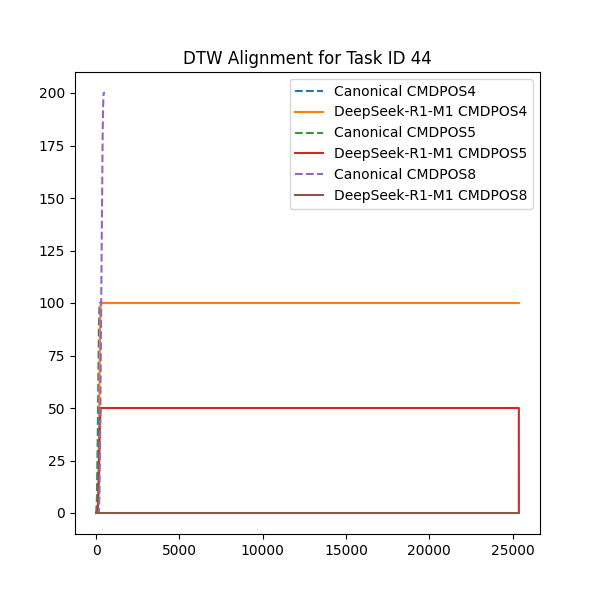 DTW Alignment for Task ID 44
Canonical CMDPOS4
DeepSeek-R1-M1 CMDPOS4
Canonical CMDPOS5
DeepSeek-R1-M1 CMDPOS5
Canonical CMDPOS8
DeepSeek-R1-M1 CMDPOS8
200
175
150
125
100
75
50
25
0
0 5000 10000 15000 20000 25000